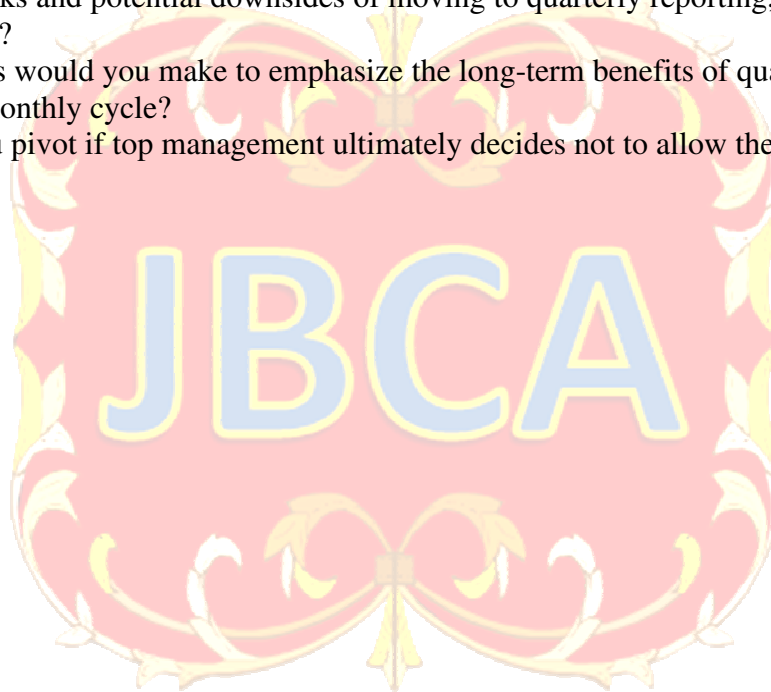 ks and potential downsides of moving to quarterly reporting,
?
s would you make to emphasize the long-term benefits of qua
onthly cycle?
pivot if top management ultimately decides not to allow the
JBCA